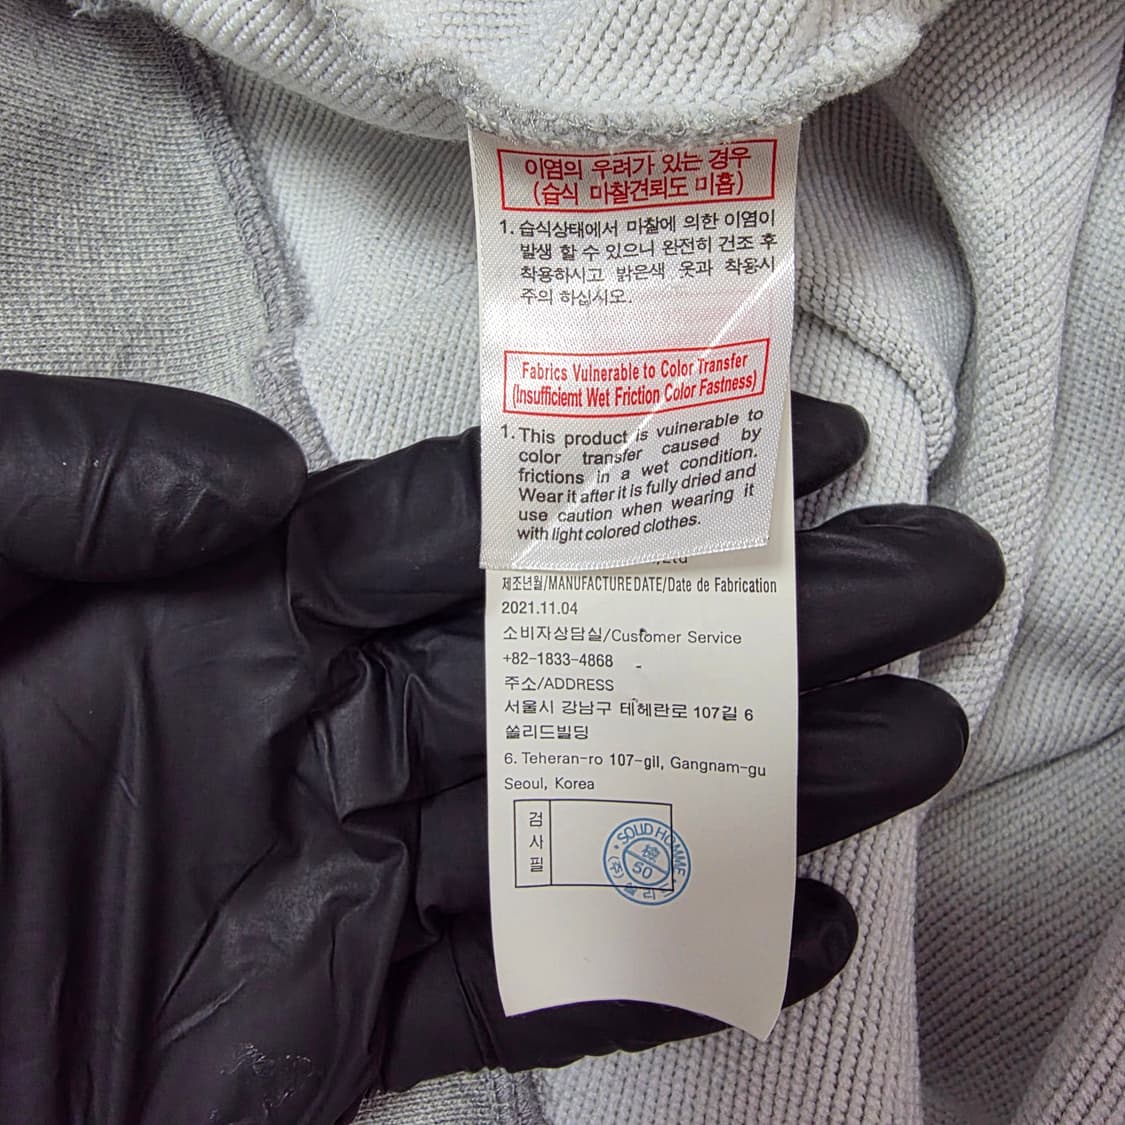 이염의 우려가 있는 경우
(습식 마찰견뢰도 미흡)
1. 습식상태에서 마찰에 의한 이염이
발생 할 수 있으니 완전히 건조 후
착용하시고 밝은색 옷과 착용시
주의 하십시오.
Fabrics Vulnerable to Color Transfer
(Insufficiemt Wet Friction Color Fastness)
1. This product is vulnerable to
color transfer caused by
frictions in a wet condition.
Wear it after it is fully dried and
use caution when wearing it
with light colored clothes.
제조년월/MANUFACTURE DATE/Date de Fabrication
2021.11.04
소비자상담실/Customer Service
+82-1833-4868
주소/ADDRESS
서울시 강남구 테헤란로 107길 6
쏠리드빌딩
6. Teheran-ro 107-gil, Gangnam-gu
Seoul, Korea
검
사
필
SOLID HOMME
檢
50